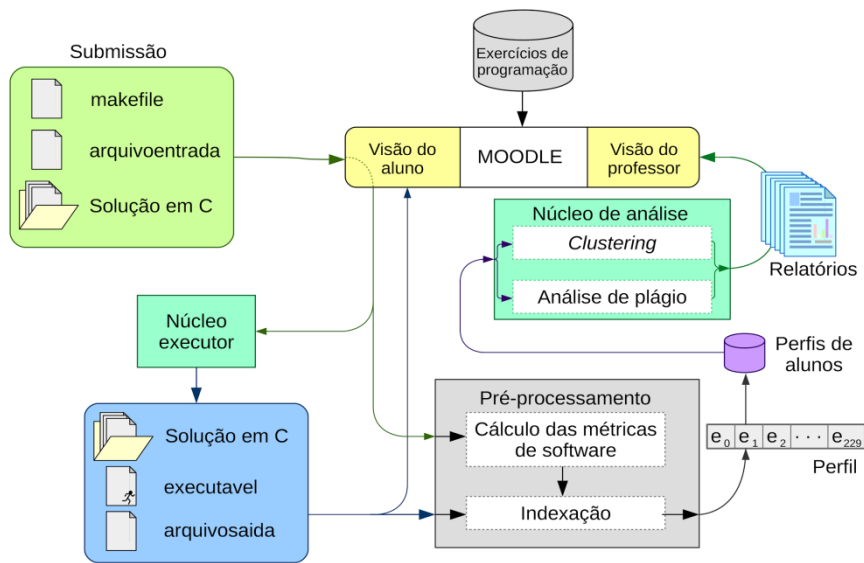 Submissão
makefile
arquivoentrada
Solução em C
Exercícios de
programação
Visão do
aluno
MOODLE
Visão do
professor
Núcleo de análise
Clustering
Análise de plágio
Relatórios
Núcleo
executor
Perfis de
alunos
Solução em C
executavel
arquivosaida
Pré-processamento
Cálculo das métricas
de software
Indexação
e0 e1 e2 · · · e229
Perfil